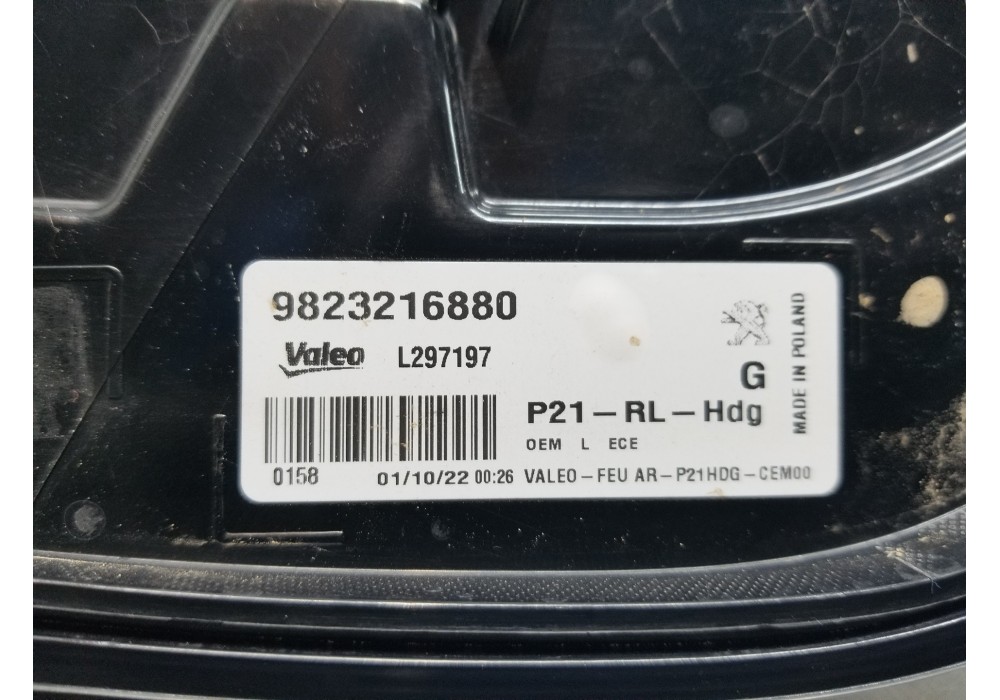 9823216880
Valeo L297197
G
MADE IN POLAND
P21-RL-Hdg
OEM L ECE
0158 01/10/22 00:26 VALEO-FEU AR-P21HDG-CEM00